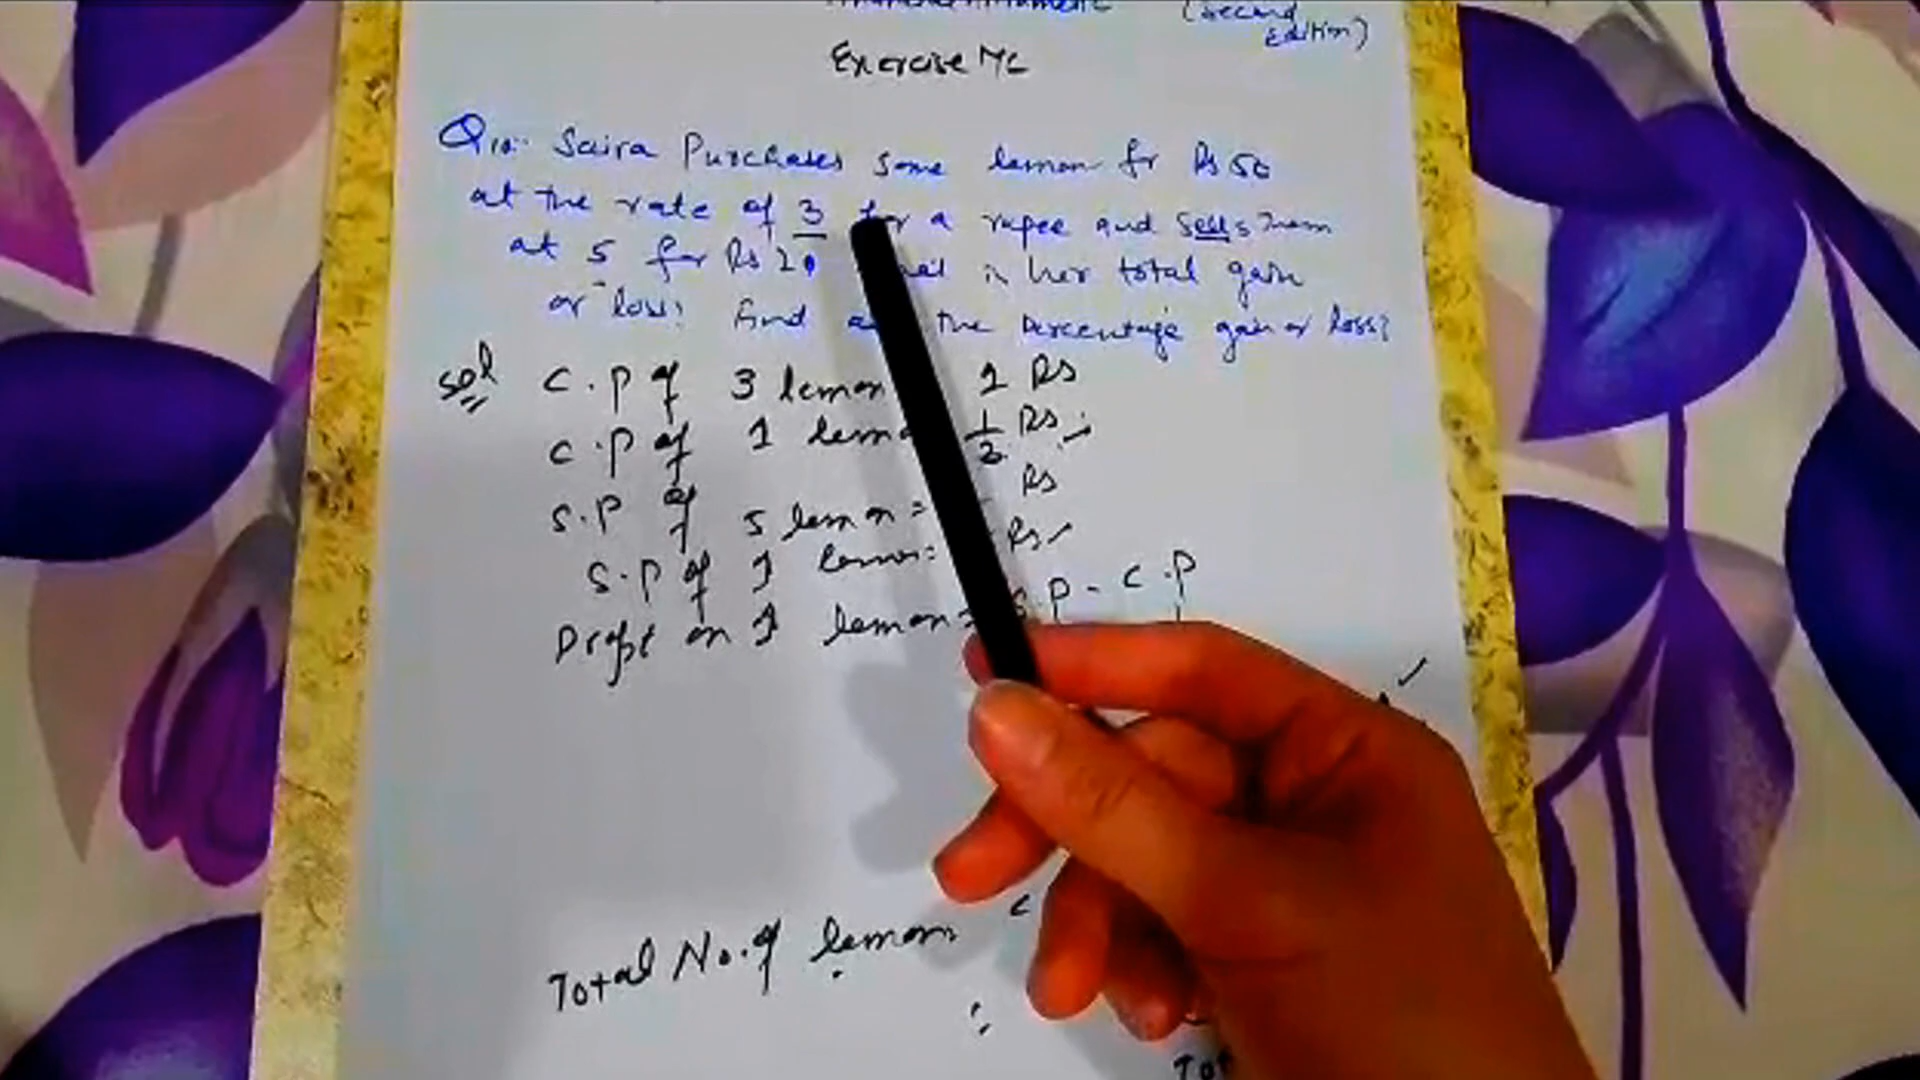 (Second
Edition)
Exercise 7C
Q10: Saira Purchases some lemon for Rs 50
at the rate of 3 for a rupee and sells them
at 5 for Rs 2. is her total gain
or loss? find the percentage gain or loss?
Sol C.P of 3 lemon 1 Rs
C.P of 1 lemon 1/3 Rs
S.P of 5 lemon = Rs
S.P of 1 lemon = Rs
Profit on 1 lemon = S.P - C.P
Total No. of lemons